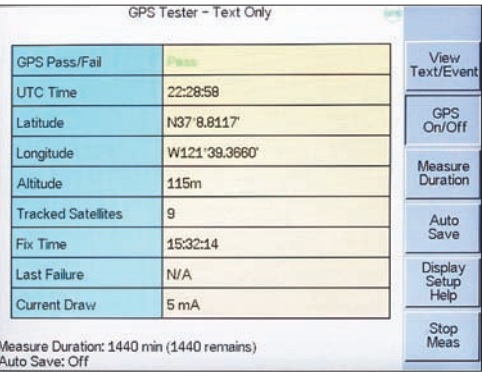 GPS Tester - Text Only
GPS Pass/Fail Pass
UTC Time 22:28:58
Latitude N37°8.8117'
Longitude W121°39.3660'
Altitude 115m
Tracked Satellites 9
Fix Time 15:32:14
Last Failure N/A
Current Draw 5 mA
Measure Duration: 1440 min (1440 remains)
Auto Save: Off
View
Text/Event
GPS
On/Off
Measure
Duration
Auto
Save
Display
Setup
Help
Stop
Meas